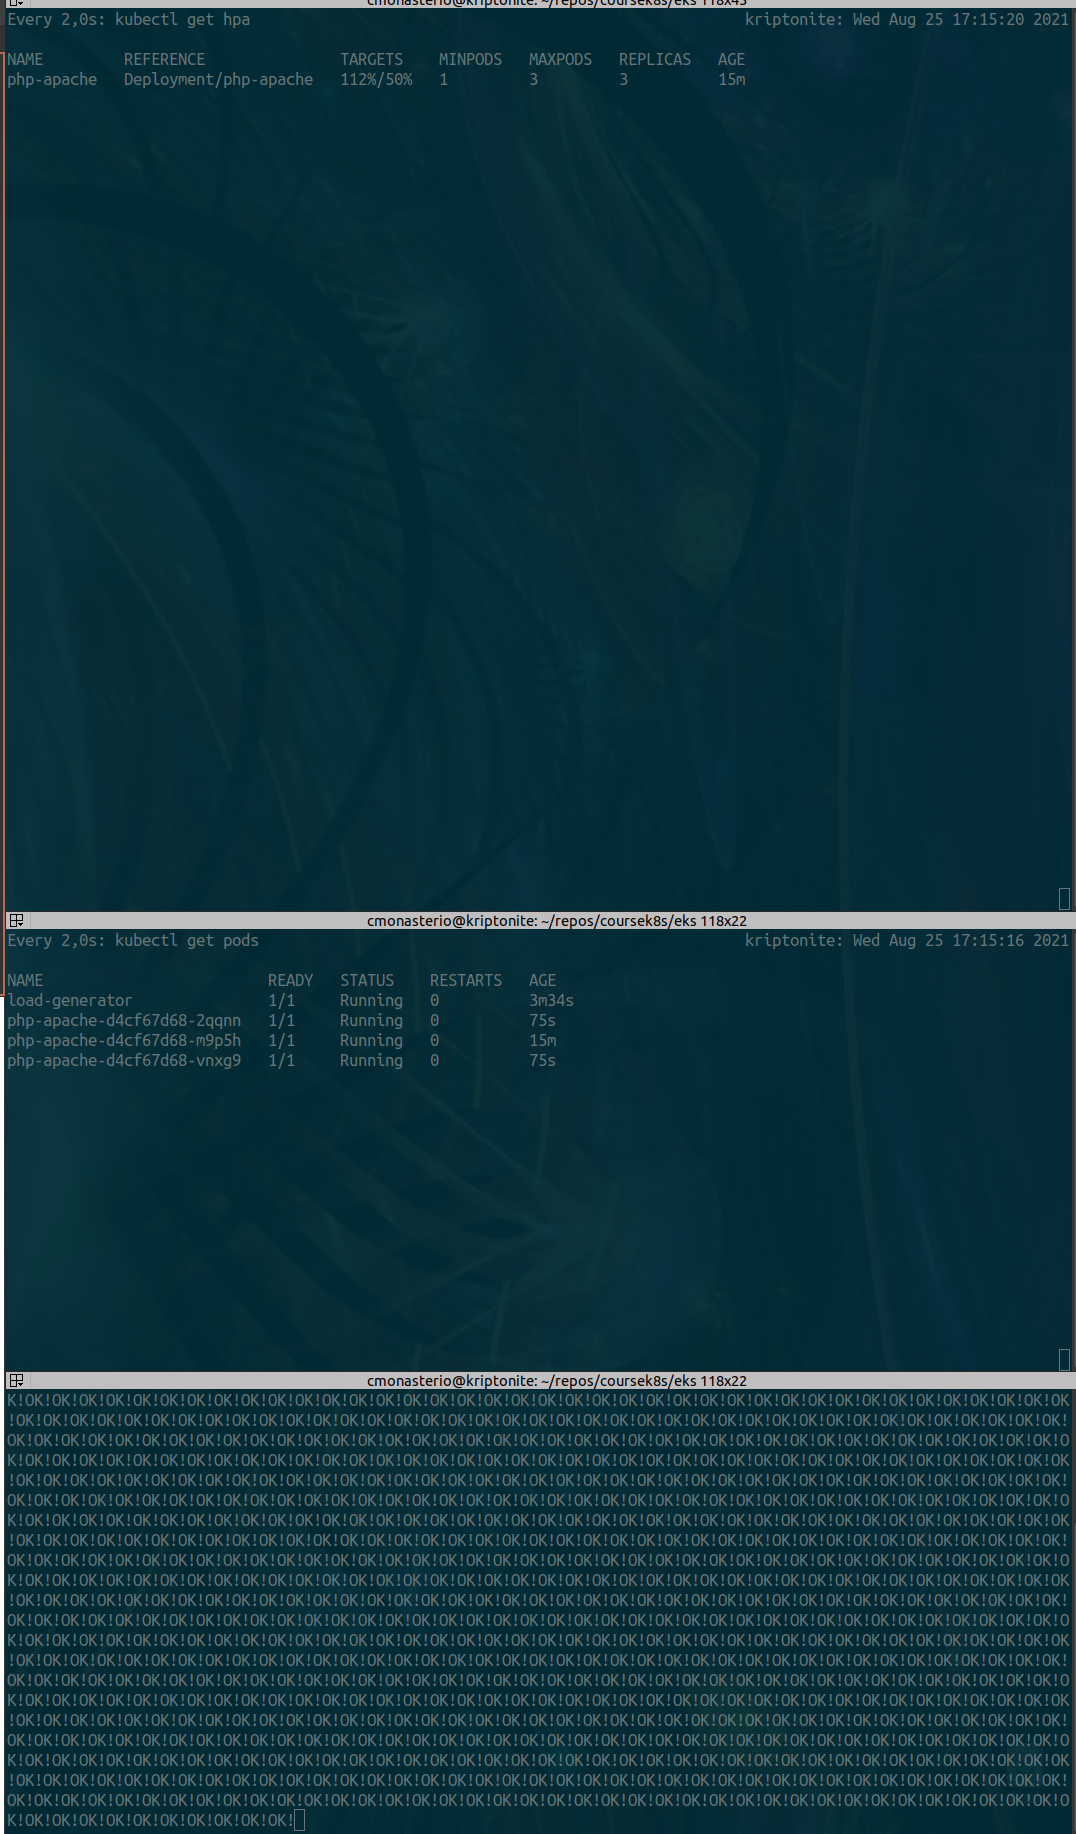 cmonasterio@kriptonite: ~/repos/coursek8s/eks 118x45
Every 2,0s: kubectl get hpa kriptonite: Wed Aug 25 17:15:20 2021
NAME REFERENCE TARGETS MINPODS MAXPODS REPLICAS AGE
php-apache Deployment/php-apache 112%/50% 1 3 3 15m
cmonasterio@kriptonite: ~/repos/coursek8s/eks 118x22
Every 2,0s: kubectl get pods kriptonite: Wed Aug 25 17:15:16 2021
NAME READY STATUS RESTARTS AGE
load-generator 1/1 Running 0 3m34s
php-apache-d4cf67d68-2qqnn 1/1 Running 0 75s
php-apache-d4cf67d68-m9p5h 1/1 Running 0 15m
php-apache-d4cf67d68-vnxg9 1/1 Running 0 75s
cmonasterio@kriptonite: ~/repos/coursek8s/eks 118x22
K!OK!OK!OK!OK!OK!OK!OK!OK!OK!OK!OK!OK!OK!OK!OK!OK!OK!OK!OK!OK!OK!OK!OK!OK!OK!OK!OK!OK!OK!OK!OK!OK!OK!OK!OK!OK!OK!OK!OK
!OK!OK!OK!OK!OK!OK!OK!OK!OK!OK!OK!OK!OK!OK!OK!OK!OK!OK!OK!OK!OK!OK!OK!OK!OK!OK!OK!OK!OK!OK!OK!OK!OK!OK!OK!OK!OK!OK!OK!
OK!OK!OK!OK!OK!OK!OK!OK!OK!OK!OK!OK!OK!OK!OK!OK!OK!OK!OK!OK!OK!OK!OK!OK!OK!OK!OK!OK!OK!OK!OK!OK!OK!OK!OK!OK!OK!OK!OK!O
K!OK!OK!OK!OK!OK!OK!OK!OK!OK!OK!OK!OK!OK!OK!OK!OK!OK!OK!OK!OK!OK!OK!OK!OK!OK!OK!OK!OK!OK!OK!OK!OK!OK!OK!OK!OK!OK!OK!OK
!OK!OK!OK!OK!OK!OK!OK!OK!OK!OK!OK!OK!OK!OK!OK!OK!OK!OK!OK!OK!OK!OK!OK!OK!OK!OK!OK!OK!OK!OK!OK!OK!OK!OK!OK!OK!OK!OK!OK!
OK!OK!OK!OK!OK!OK!OK!OK!OK!OK!OK!OK!OK!OK!OK!OK!OK!OK!OK!OK!OK!OK!OK!OK!OK!OK!OK!OK!OK!OK!OK!OK!OK!OK!OK!OK!OK!OK!OK!O
K!OK!OK!OK!OK!OK!OK!OK!OK!OK!OK!OK!OK!OK!OK!OK!OK!OK!OK!OK!OK!OK!OK!OK!OK!OK!OK!OK!OK!OK!OK!OK!OK!OK!OK!OK!OK!OK!OK!OK
!OK!OK!OK!OK!OK!OK!OK!OK!OK!OK!OK!OK!OK!OK!OK!OK!OK!OK!OK!OK!OK!OK!OK!OK!OK!OK!OK!OK!OK!OK!OK!OK!OK!OK!OK!OK!OK!OK!OK!
OK!OK!OK!OK!OK!OK!OK!OK!OK!OK!OK!OK!OK!OK!OK!OK!OK!OK!OK!OK!OK!OK!OK!OK!OK!OK!OK!OK!OK!OK!OK!OK!OK!OK!OK!OK!OK!OK!OK!O
K!OK!OK!OK!OK!OK!OK!OK!OK!OK!OK!OK!OK!OK!OK!OK!OK!OK!OK!OK!OK!OK!OK!OK!OK!OK!OK!OK!OK!OK!OK!OK!OK!OK!OK!OK!OK!OK!OK!OK
!OK!OK!OK!OK!OK!OK!OK!OK!OK!OK!OK!OK!OK!OK!OK!OK!OK!OK!OK!OK!OK!OK!OK!OK!OK!OK!OK!OK!OK!OK!OK!OK!OK!OK!OK!OK!OK!OK!OK!
OK!OK!OK!OK!OK!OK!OK!OK!OK!OK!OK!OK!OK!OK!OK!OK!OK!OK!OK!OK!OK!OK!OK!OK!OK!OK!OK!OK!OK!OK!OK!OK!OK!OK!OK!OK!OK!OK!OK!O
K!OK!OK!OK!OK!OK!OK!OK!OK!OK!OK!OK!OK!OK!OK!OK!OK!OK!OK!OK!OK!OK!OK!OK!OK!OK!OK!OK!OK!OK!OK!OK!OK!OK!OK!OK!OK!OK!OK!OK
!OK!OK!OK!OK!OK!OK!OK!OK!OK!OK!OK!OK!OK!OK!OK!OK!OK!OK!OK!OK!OK!OK!OK!OK!OK!OK!OK!OK!OK!OK!OK!OK!OK!OK!OK!OK!OK!OK!OK!
OK!OK!OK!OK!OK!OK!OK!OK!OK!OK!OK!OK!OK!OK!OK!OK!OK!OK!OK!OK!OK!OK!OK!OK!OK!OK!OK!OK!OK!OK!OK!OK!OK!OK!OK!OK!OK!OK!OK!O
K!OK!OK!OK!OK!OK!OK!OK!OK!OK!OK!OK!OK!OK!OK!OK!OK!OK!OK!OK!OK!OK!OK!OK!OK!OK!OK!OK!OK!OK!OK!OK!OK!OK!OK!OK!OK!OK!OK!OK
!OK!OK!OK!OK!OK!OK!OK!OK!OK!OK!OK!OK!OK!OK!OK!OK!OK!OK!OK!OK!OK!OK!OK!OK!OK!OK!OK!OK!OK!OK!OK!OK!OK!OK!OK!OK!OK!OK!OK!
OK!OK!OK!OK!OK!OK!OK!OK!OK!OK!OK!OK!OK!OK!OK!OK!OK!OK!OK!OK!OK!OK!OK!OK!OK!OK!OK!OK!OK!OK!OK!OK!OK!OK!OK!OK!OK!OK!OK!O
K!OK!OK!OK!OK!OK!OK!OK!OK!OK!OK!OK!OK!OK!OK!OK!OK!OK!OK!OK!OK!OK!OK!OK!OK!OK!OK!OK!OK!OK!OK!OK!OK!OK!OK!OK!OK!OK!OK!OK
!OK!OK!OK!OK!OK!OK!OK!OK!OK!OK!OK!OK!OK!OK!OK!OK!OK!OK!OK!OK!OK!OK!OK!OK!OK!OK!OK!OK!OK!OK!OK!OK!OK!OK!OK!OK!OK!OK!OK!
OK!OK!OK!OK!OK!OK!OK!OK!OK!OK!OK!OK!OK!OK!OK!OK!OK!OK!OK!OK!OK!OK!OK!OK!OK!OK!OK!OK!OK!OK!OK!OK!OK!OK!OK!OK!OK!OK!OK!O
K!OK!OK!OK!OK!OK!OK!OK!OK!OK!OK!